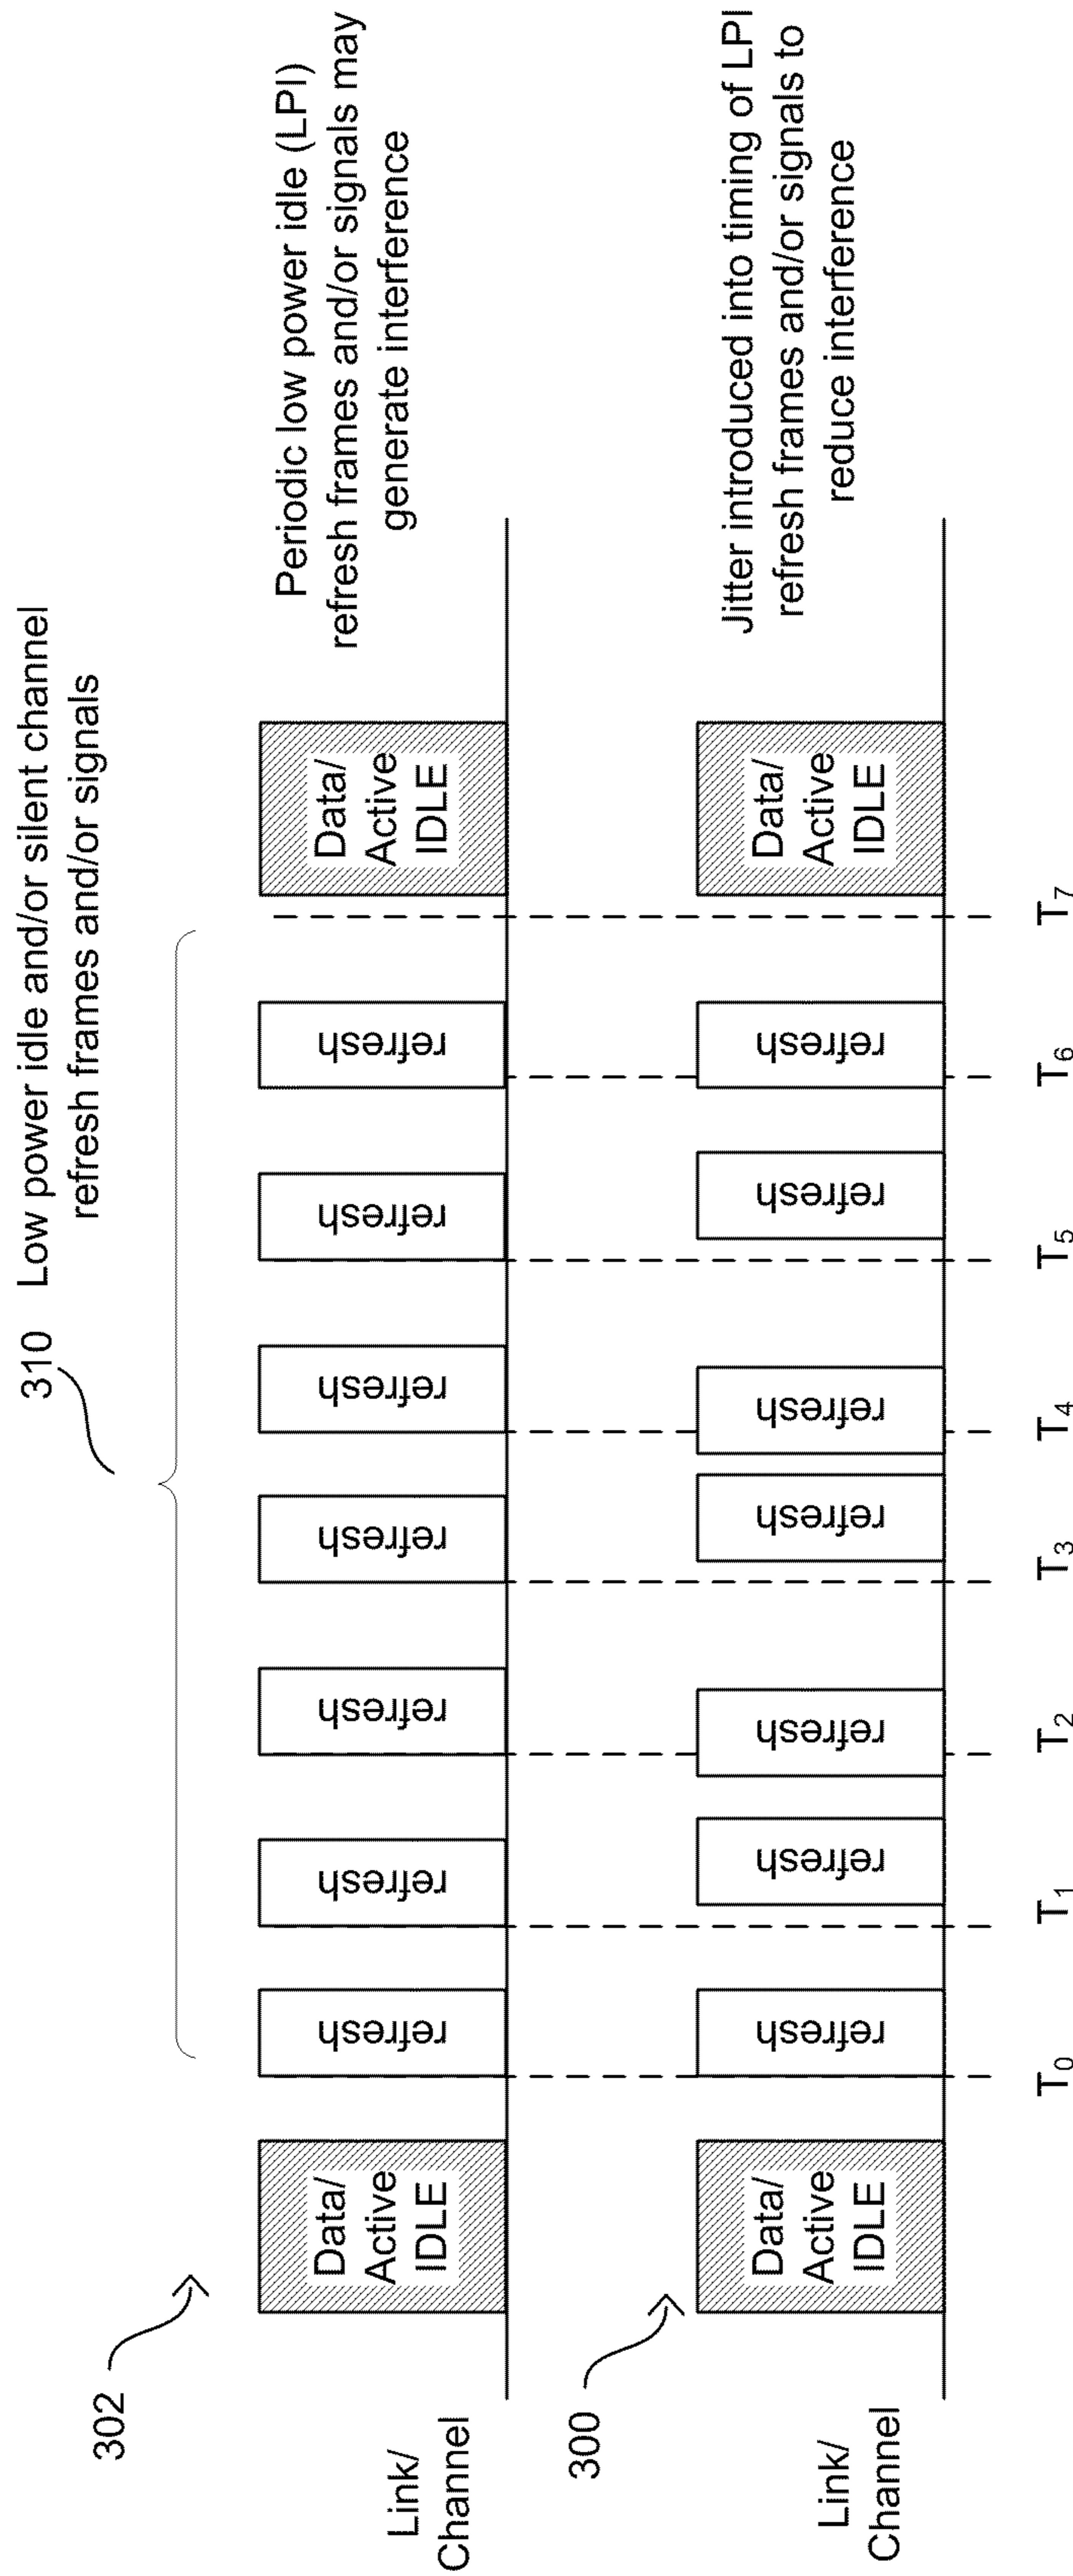 310 Low power idle and/or silent channel
refresh frames and/or signals
302
Link/
Channel
Data/
Active
IDLE
refresh
refresh
refresh
refresh
refresh
refresh
refresh
Data/
Active
IDLE
Periodic low power idle (LPI)
refresh frames and/or signals may
generate interference
300
Link/
Channel
Data/
Active
IDLE
refresh
refresh
refresh
refresh
refresh
refresh
refresh
Data/
Active
IDLE
Jitter introduced into timing of LPI
refresh frames and/or signals to
reduce interference
T0 T1 T2 T3 T4 T5 T6 T7